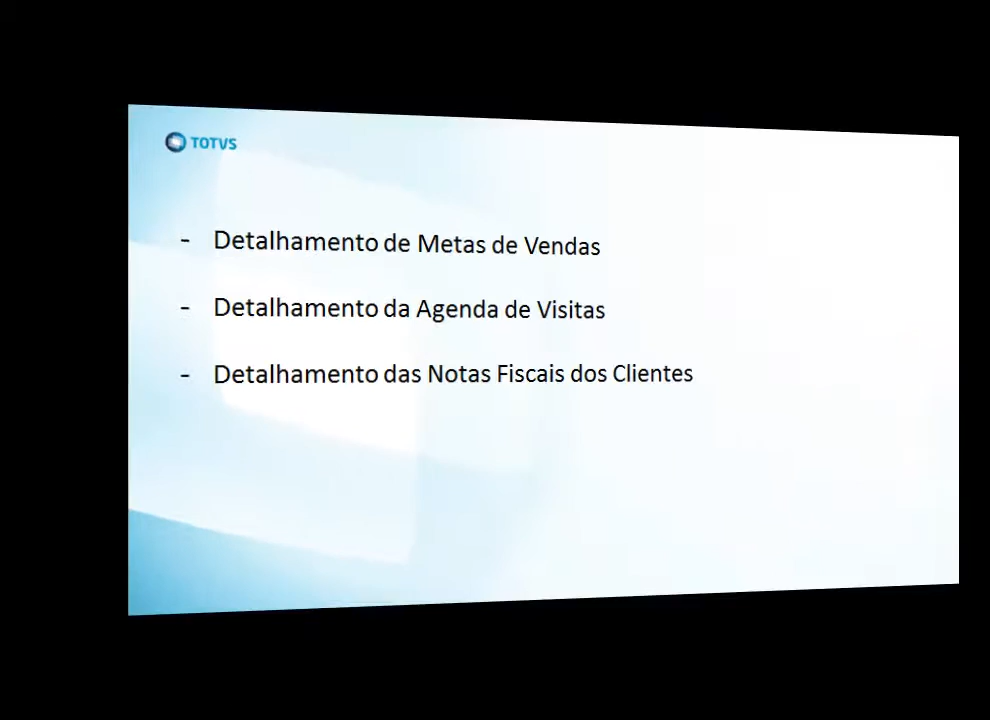 TOTVS
- Detalhamento de Metas de Vendas
- Detalhamento da Agenda de Visitas
- Detalhamento das Notas Fiscais dos Clientes